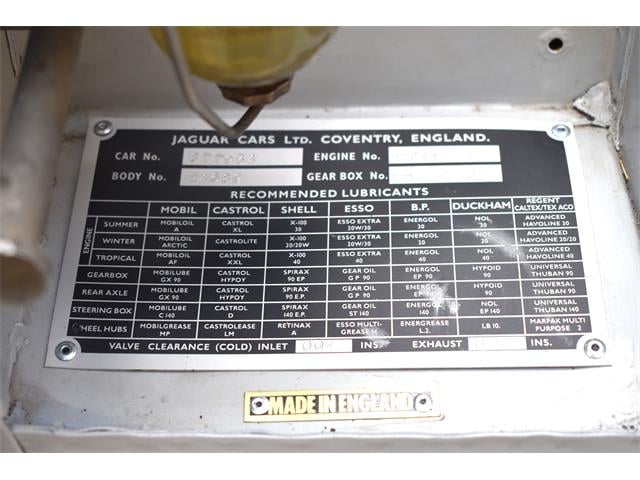 JAGUAR CARS LTD. COVENTRY, ENGLAND.
CAR No. ENGINE No.
BODY No. GEAR BOX No.
RECOMMENDED LUBRICANTS
MOBIL CASTROL SHELL ESSO B.P. DUCKHAM REGENT CALTEX/TEXACO
ENGINE
SUMMER MOBILOIL A CASTROL XL X-100 30 ESSO EXTRA 20W/30 ENERGOL 30 NOL 30 ADVANCED HAVOLINE 30
WINTER MOBILOIL ARCTIC CASTROLITE X-100 20/20W ESSO EXTRA 20W/30 ENERGOL 20 NOL 20 ADVANCED HAVOLINE 20/20
TROPICAL MOBILOIL AF CASTROL XXL X-100 40 ESSO EXTRA 40 ENERGOL 40 NOL 40 ADVANCED HAVOLINE 40
GEARBOX MOBILUBE GX 90 CASTROL HYPOY SPIRAX 90 E.P. GEAR OIL G P 90 ENERGOL EP 90 HYPOID 90 UNIVERSAL THUBAN 90
REAR AXLE MOBILUBE GX 90 CASTROL HYPOY SPIRAX 90 E.P. GEAR OIL G P 90 ENERGOL EP 90 HYPOID 90 UNIVERSAL THUBAN 90
STEERING BOX MOBILUBE C 140 CASTROL D SPIRAX 140 E.P. GEAR OIL ST 140 ENERGOL EP 140 NOL EP 140 UNIVERSAL THUBAN 140
WHEEL HUBS MOBILGREASE MP CASTROLEASE LM RETINAX A ESSO MULTI-GREASE H ENERGREASE L.2. LB 10. MARFAK MULTI PURPOSE 2
VALVE CLEARANCE (COLD) INLET INS. EXHAUST INS.
MADE IN ENGLAND